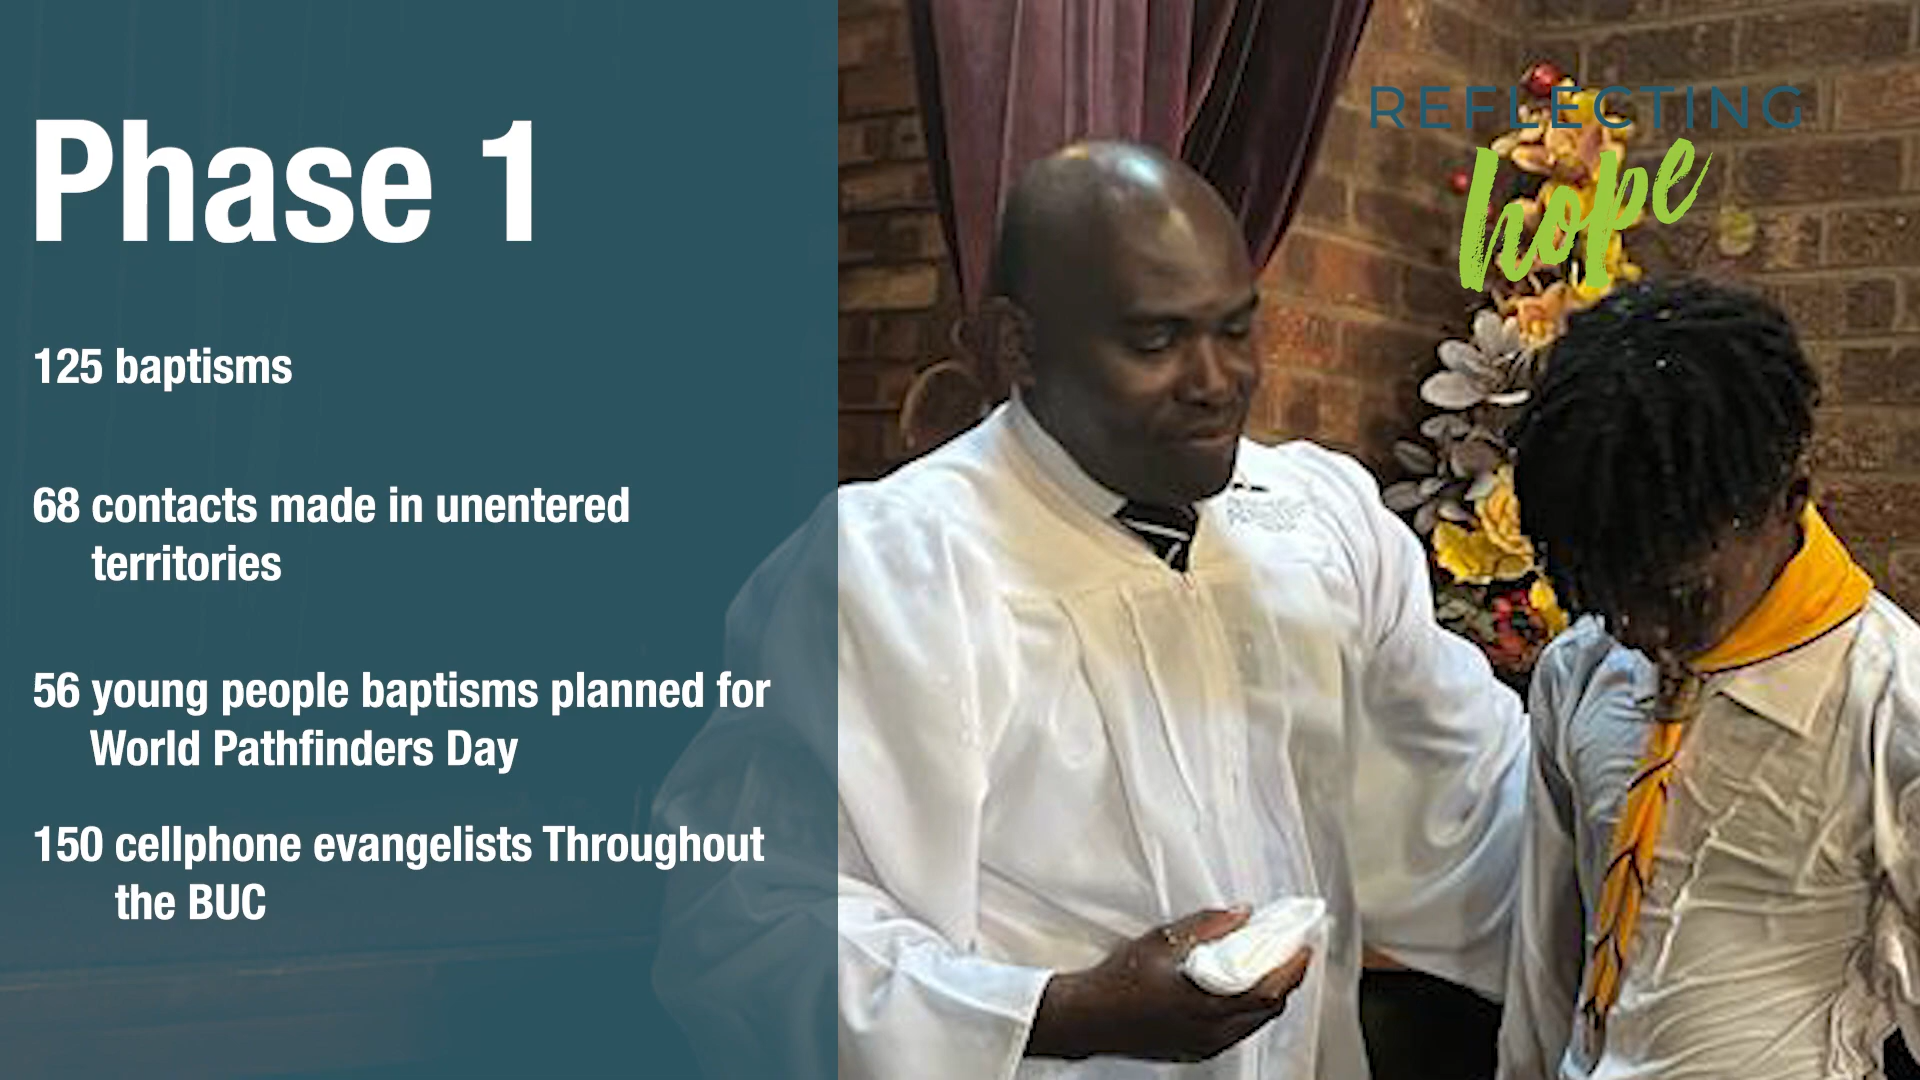 Phase 1
125 baptisms
68 contacts made in unentered
territories
56 young people baptisms planned for
World Pathfinders Day
150 cellphone evangelists Throughout
the BUC
REFLECTING
hope